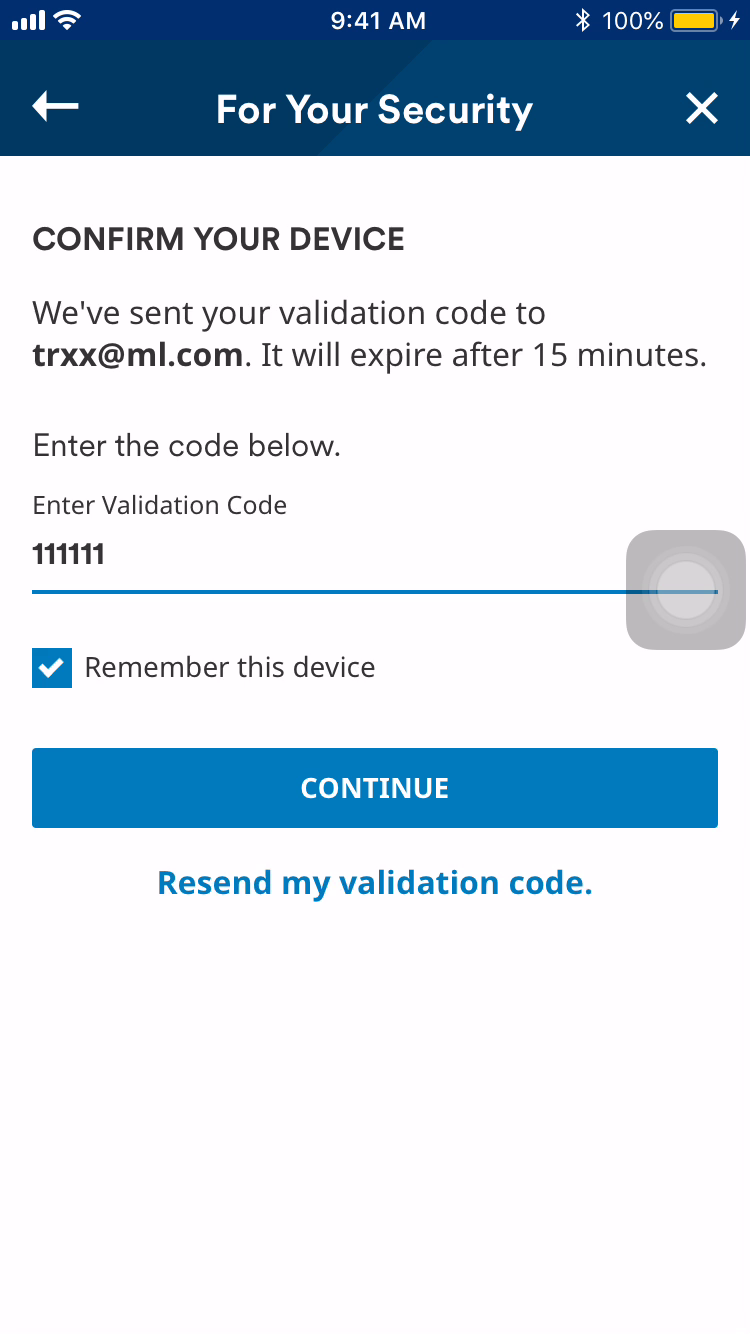 9:41 AM 100%
For Your Security
CONFIRM YOUR DEVICE
We've sent your validation code to
trxx@ml.com. It will expire after 15 minutes.
Enter the code below.
Enter Validation Code
111111
Remember this device
CONTINUE
Resend my validation code.